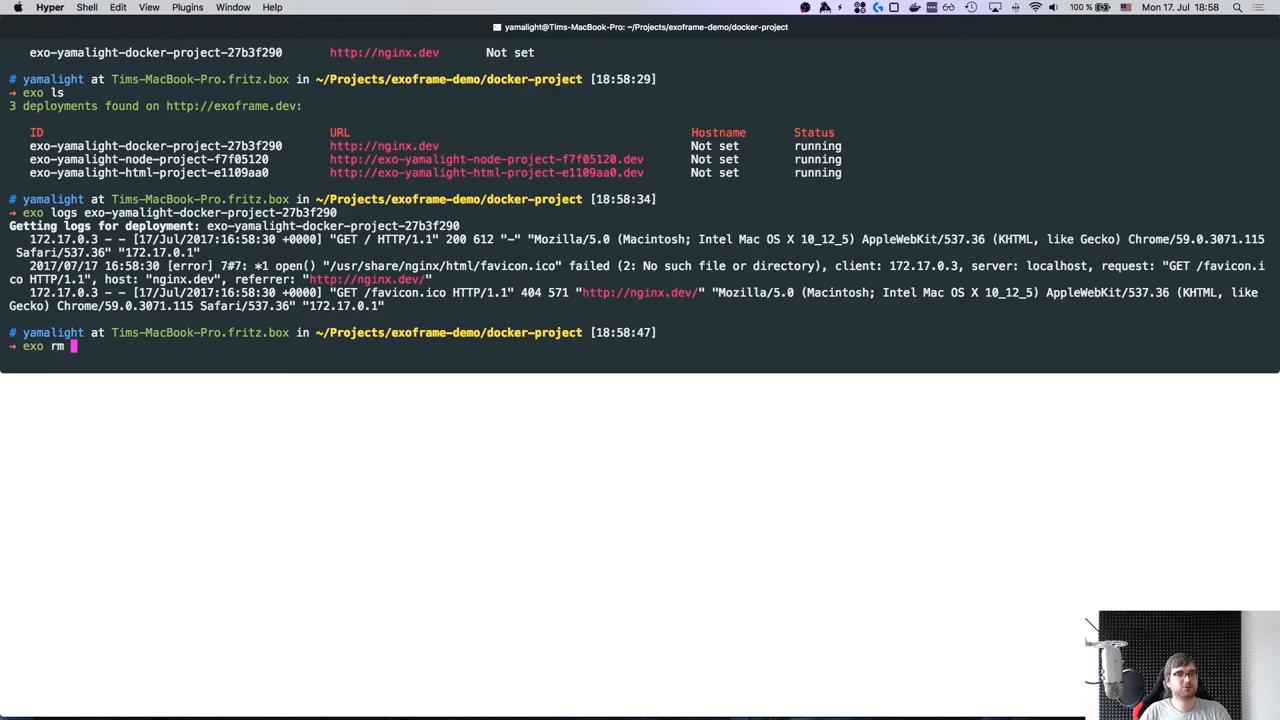 Hyper Shell Edit View Plugins Window Help 100 % Mon 17. Jul 18:58
yamalight@Tims-MacBook-Pro: ~/Projects/exoframe-demo/docker-project
exo-yamalight-docker-project-27b3f290 http://nginx.dev Not set
# yamalight at Tims-MacBook-Pro.fritz.box in ~/Projects/exoframe-demo/docker-project [18:58:29]
→ exo ls
3 deployments found on http://exoframe.dev:
ID URL Hostname Status
exo-yamalight-docker-project-27b3f290 http://nginx.dev Not set running
exo-yamalight-node-project-f7f05120 http://exo-yamalight-node-project-f7f05120.dev Not set running
exo-yamalight-html-project-e1109aa0 http://exo-yamalight-html-project-e1109aa0.dev Not set running
# yamalight at Tims-MacBook-Pro.fritz.box in ~/Projects/exoframe-demo/docker-project [18:58:34]
→ exo logs exo-yamalight-docker-project-27b3f290
Getting logs for deployment: exo-yamalight-docker-project-27b3f290
172.17.0.3 - - [17/Jul/2017:16:58:30 +0000] "GET / HTTP/1.1" 200 612 "-" "Mozilla/5.0 (Macintosh; Intel Mac OS X 10_12_5) AppleWebKit/537.36 (KHTML, like Gecko) Chrome/59.0.3071.115
Safari/537.36" "172.17.0.1"
2017/07/17 16:58:30 [error] 7#7: *1 open() "/usr/share/nginx/html/favicon.ico" failed (2: No such file or directory), client: 172.17.0.3, server: localhost, request: "GET /favicon.i
co HTTP/1.1", host: "nginx.dev", referrer: "http://nginx.dev/"
172.17.0.3 - - [17/Jul/2017:16:58:30 +0000] "GET /favicon.ico HTTP/1.1" 404 571 "http://nginx.dev/" "Mozilla/5.0 (Macintosh; Intel Mac OS X 10_12_5) AppleWebKit/537.36 (KHTML, like
Gecko) Chrome/59.0.3071.115 Safari/537.36" "172.17.0.1"
# yamalight at Tims-MacBook-Pro.fritz.box in ~/Projects/exoframe-demo/docker-project [18:58:47]
→ exo rm